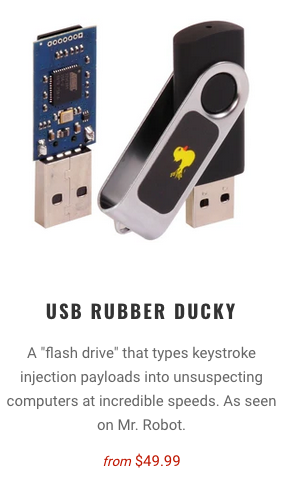 USB RUBBER DUCKY
A "flash drive" that types keystroke
injection payloads into unsuspecting
computers at incredible speeds. As seen
on Mr. Robot.
from $49.99